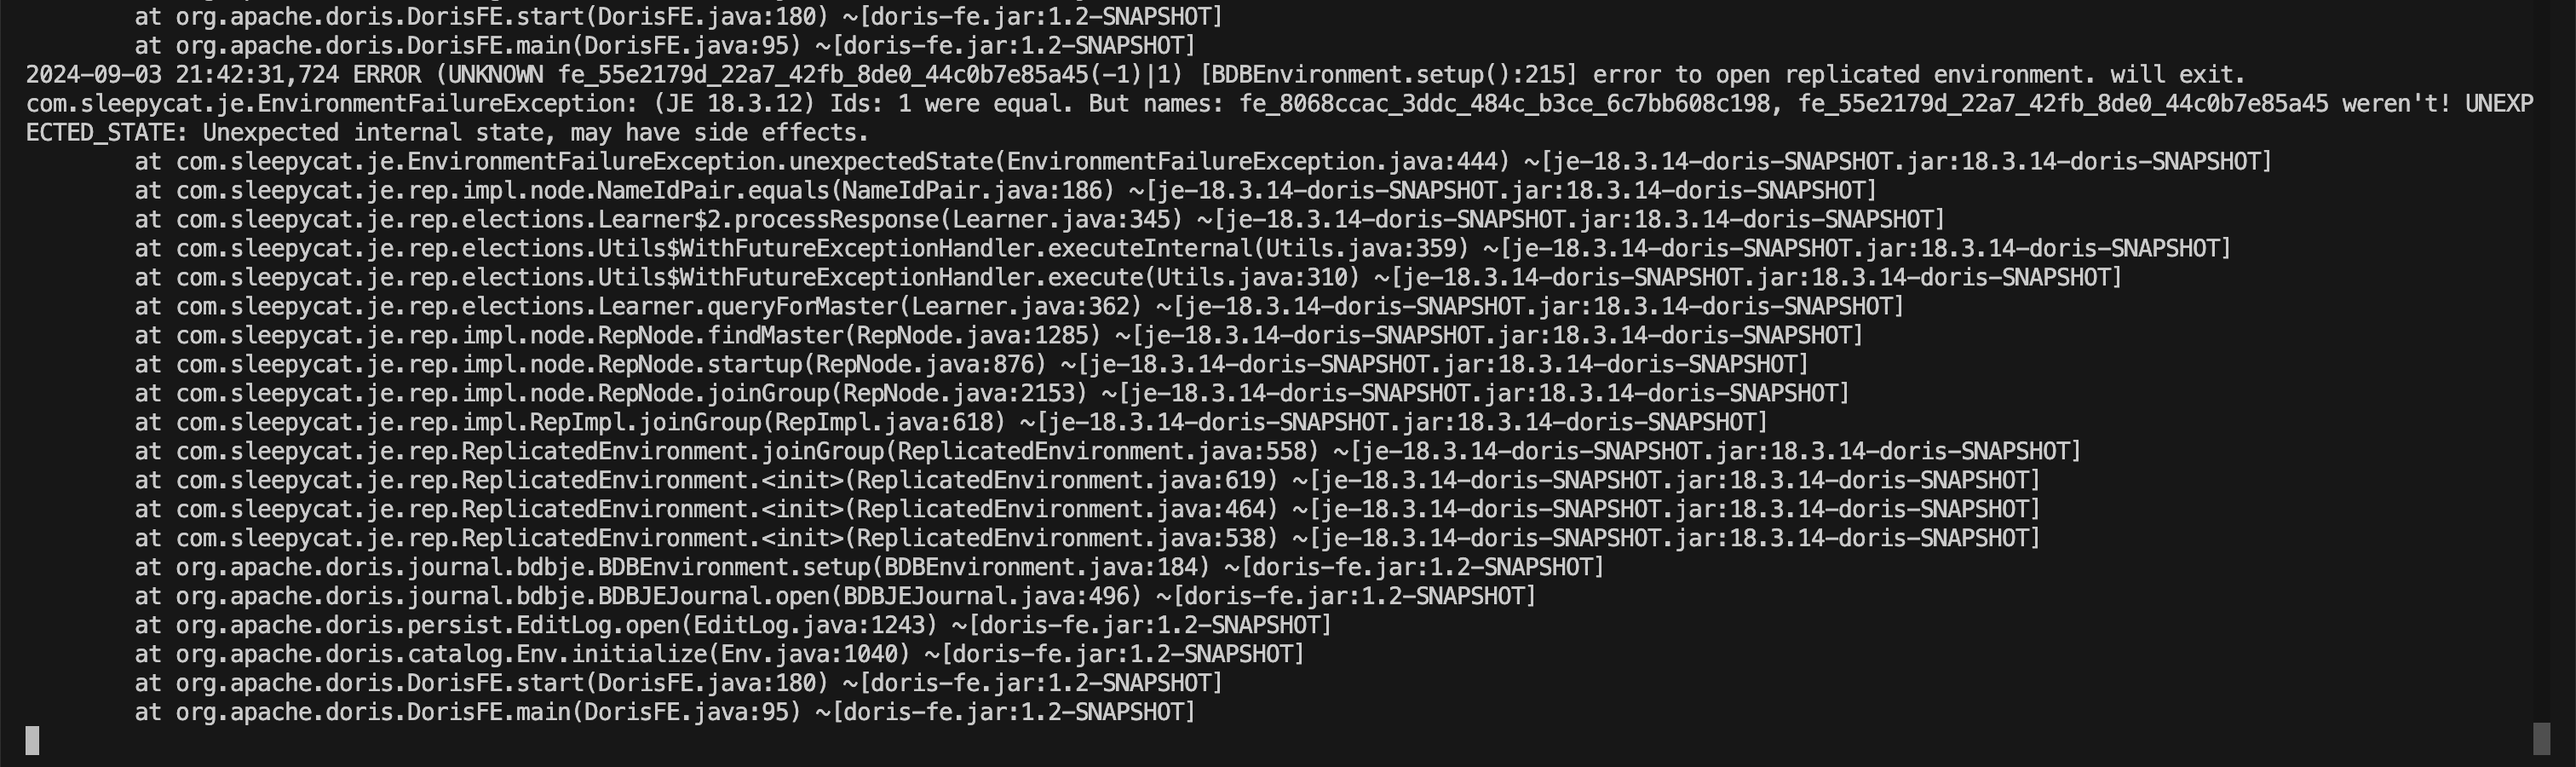 at org.apache.doris.DorisFE.start(DorisFE.java:180) ~[doris-fe.jar:1.2-SNAPSHOT]
at org.apache.doris.DorisFE.main(DorisFE.java:95) ~[doris-fe.jar:1.2-SNAPSHOT]
2024-09-03 21:42:31,724 ERROR (UNKNOWN fe_55e2179d_22a7_42fb_8de0_44c0b7e85a45(-1)|1) [BDBEnvironment.setup():215] error to open replicated environment. will exit.
com.sleepycat.je.EnvironmentFailureException: (JE 18.3.12) Ids: 1 were equal. But names: fe_8068ccac_3ddc_484c_b3ce_6c7bb608c198, fe_55e2179d_22a7_42fb_8de0_44c0b7e85a45 weren't! UNEXP
ECTED_STATE: Unexpected internal state, may have side effects.
at com.sleepycat.je.EnvironmentFailureException.unexpectedState(EnvironmentFailureException.java:444) ~[je-18.3.14-doris-SNAPSHOT.jar:18.3.14-doris-SNAPSHOT]
at com.sleepycat.je.rep.impl.node.NameIdPair.equals(NameIdPair.java:186) ~[je-18.3.14-doris-SNAPSHOT.jar:18.3.14-doris-SNAPSHOT]
at com.sleepycat.je.rep.elections.Learner$2.processResponse(Learner.java:345) ~[je-18.3.14-doris-SNAPSHOT.jar:18.3.14-doris-SNAPSHOT]
at com.sleepycat.je.rep.elections.Utils$WithFutureExceptionHandler.executeInternal(Utils.java:359) ~[je-18.3.14-doris-SNAPSHOT.jar:18.3.14-doris-SNAPSHOT]
at com.sleepycat.je.rep.elections.Utils$WithFutureExceptionHandler.execute(Utils.java:310) ~[je-18.3.14-doris-SNAPSHOT.jar:18.3.14-doris-SNAPSHOT]
at com.sleepycat.je.rep.elections.Learner.queryForMaster(Learner.java:362) ~[je-18.3.14-doris-SNAPSHOT.jar:18.3.14-doris-SNAPSHOT]
at com.sleepycat.je.rep.impl.node.RepNode.findMaster(RepNode.java:1285) ~[je-18.3.14-doris-SNAPSHOT.jar:18.3.14-doris-SNAPSHOT]
at com.sleepycat.je.rep.impl.node.RepNode.startup(RepNode.java:876) ~[je-18.3.14-doris-SNAPSHOT.jar:18.3.14-doris-SNAPSHOT]
at com.sleepycat.je.rep.impl.node.RepNode.joinGroup(RepNode.java:2153) ~[je-18.3.14-doris-SNAPSHOT.jar:18.3.14-doris-SNAPSHOT]
at com.sleepycat.je.rep.impl.RepImpl.joinGroup(RepImpl.java:618) ~[je-18.3.14-doris-SNAPSHOT.jar:18.3.14-doris-SNAPSHOT]
at com.sleepycat.je.rep.ReplicatedEnvironment.joinGroup(ReplicatedEnvironment.java:558) ~[je-18.3.14-doris-SNAPSHOT.jar:18.3.14-doris-SNAPSHOT]
at com.sleepycat.je.rep.ReplicatedEnvironment.<init>(ReplicatedEnvironment.java:619) ~[je-18.3.14-doris-SNAPSHOT.jar:18.3.14-doris-SNAPSHOT]
at com.sleepycat.je.rep.ReplicatedEnvironment.<init>(ReplicatedEnvironment.java:464) ~[je-18.3.14-doris-SNAPSHOT.jar:18.3.14-doris-SNAPSHOT]
at com.sleepycat.je.rep.ReplicatedEnvironment.<init>(ReplicatedEnvironment.java:538) ~[je-18.3.14-doris-SNAPSHOT.jar:18.3.14-doris-SNAPSHOT]
at org.apache.doris.journal.bdbje.BDBEnvironment.setup(BDBEnvironment.java:184) ~[doris-fe.jar:1.2-SNAPSHOT]
at org.apache.doris.journal.bdbje.BDBJEJournal.open(BDBJEJournal.java:496) ~[doris-fe.jar:1.2-SNAPSHOT]
at org.apache.doris.persist.EditLog.open(EditLog.java:1243) ~[doris-fe.jar:1.2-SNAPSHOT]
at org.apache.doris.catalog.Env.initialize(Env.java:1040) ~[doris-fe.jar:1.2-SNAPSHOT]
at org.apache.doris.DorisFE.start(DorisFE.java:180) ~[doris-fe.jar:1.2-SNAPSHOT]
at org.apache.doris.DorisFE.main(DorisFE.java:95) ~[doris-fe.jar:1.2-SNAPSHOT]